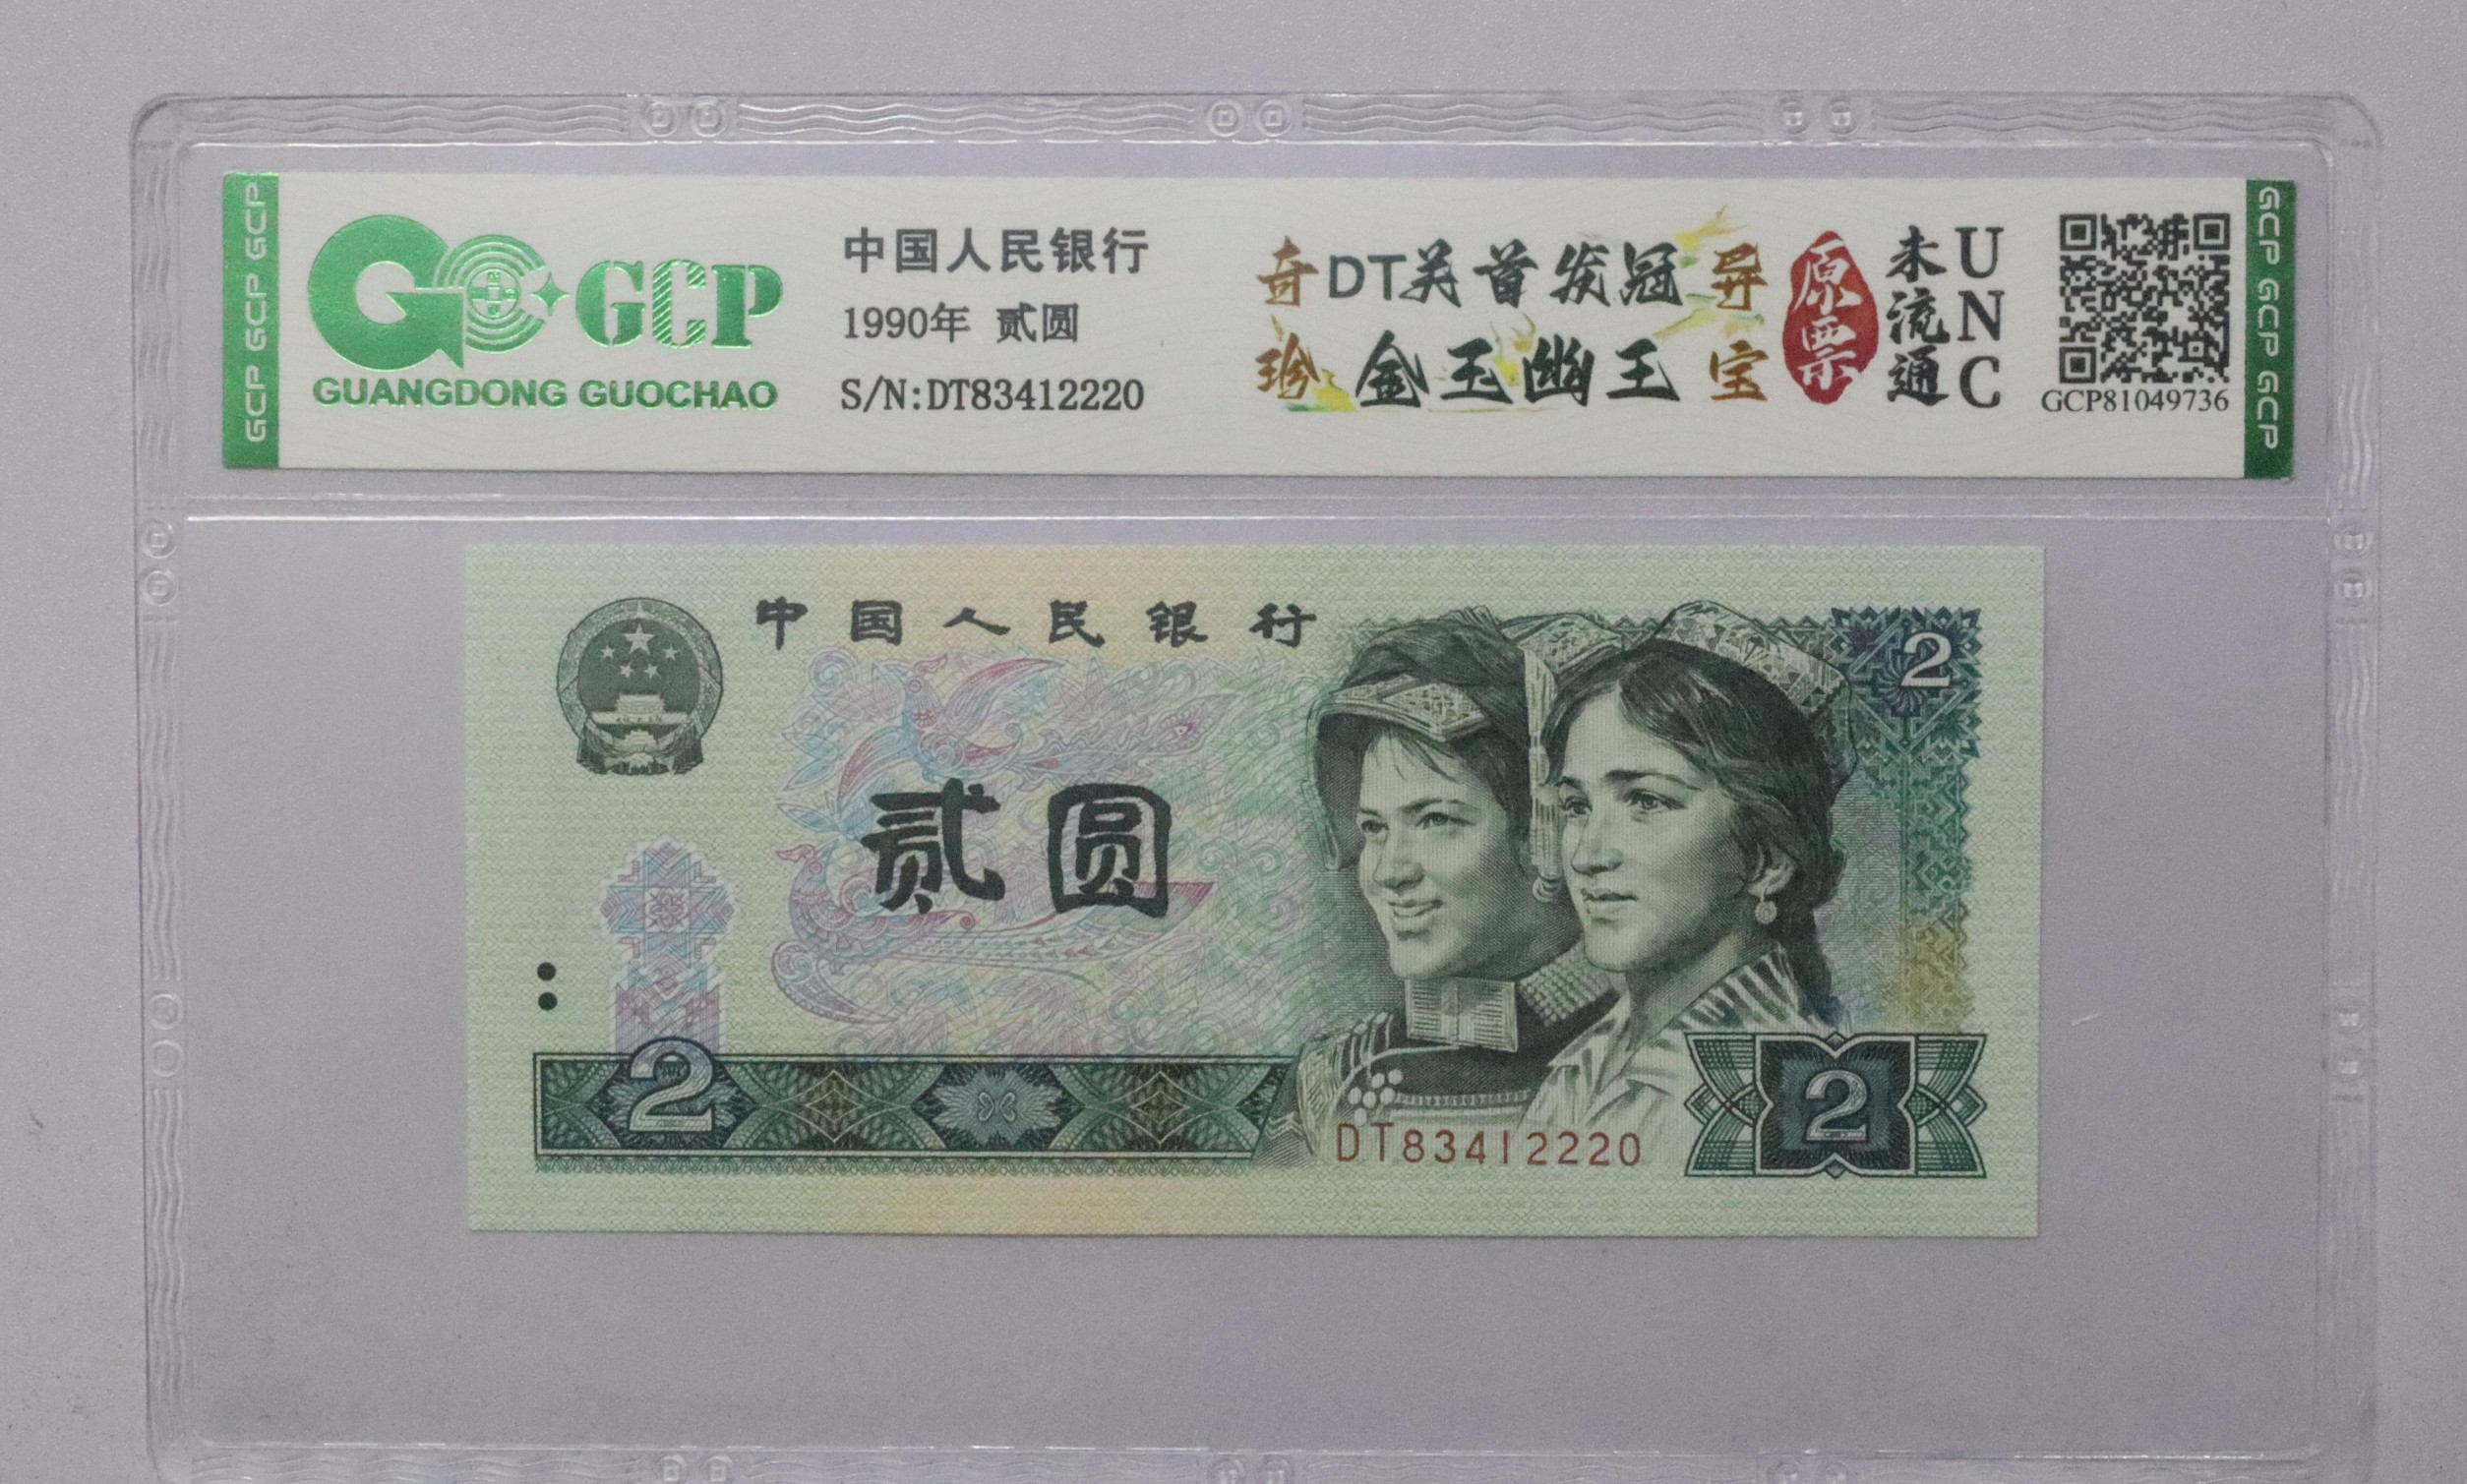 GCP GCP GCP
GCP
GUANGDONG GUOCHAO
中国人民银行
1990年 贰圆
S/N:DT83412220
奇DT关首发冠异
珍金玉幽王宝
原票
未流通
UNC
GCP81049736
GCP GCP GCP
中国人民银行
2
贰圆
2
DT83412220
2